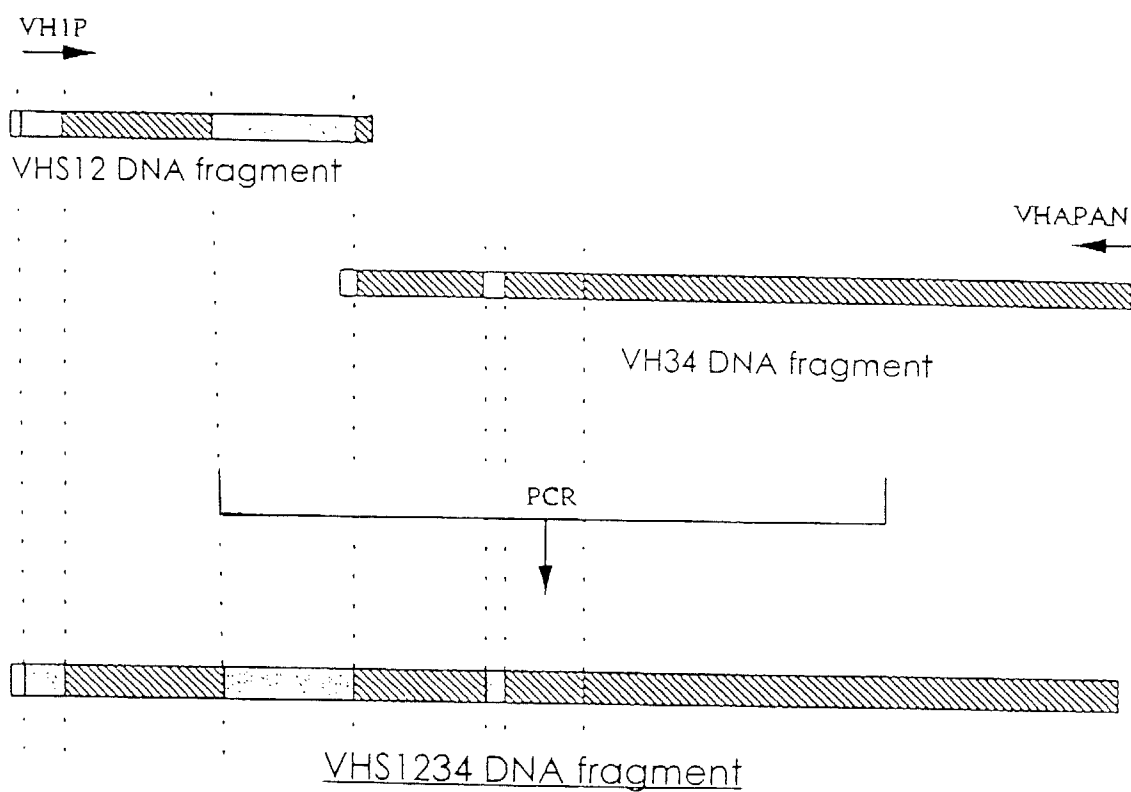 VH1P
VHS12 DNA fragment
VHAPAN
VH34 DNA fragment
PCR
VHS1234 DNA fragment